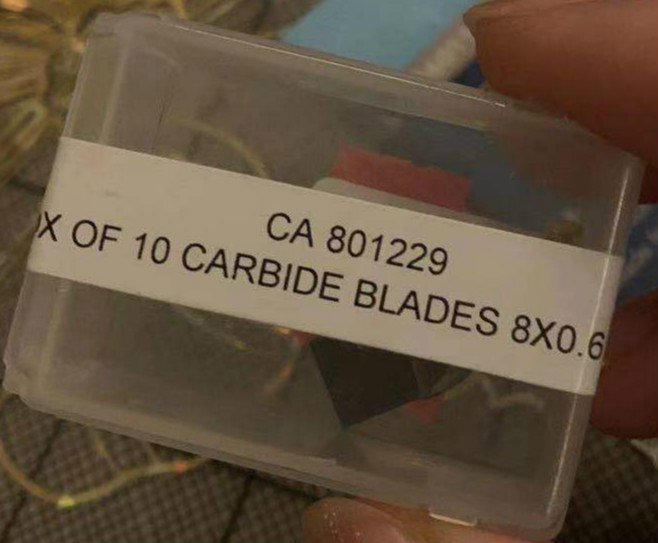 CA 801229
X OF 10 CARBIDE BLADES 8X0.6